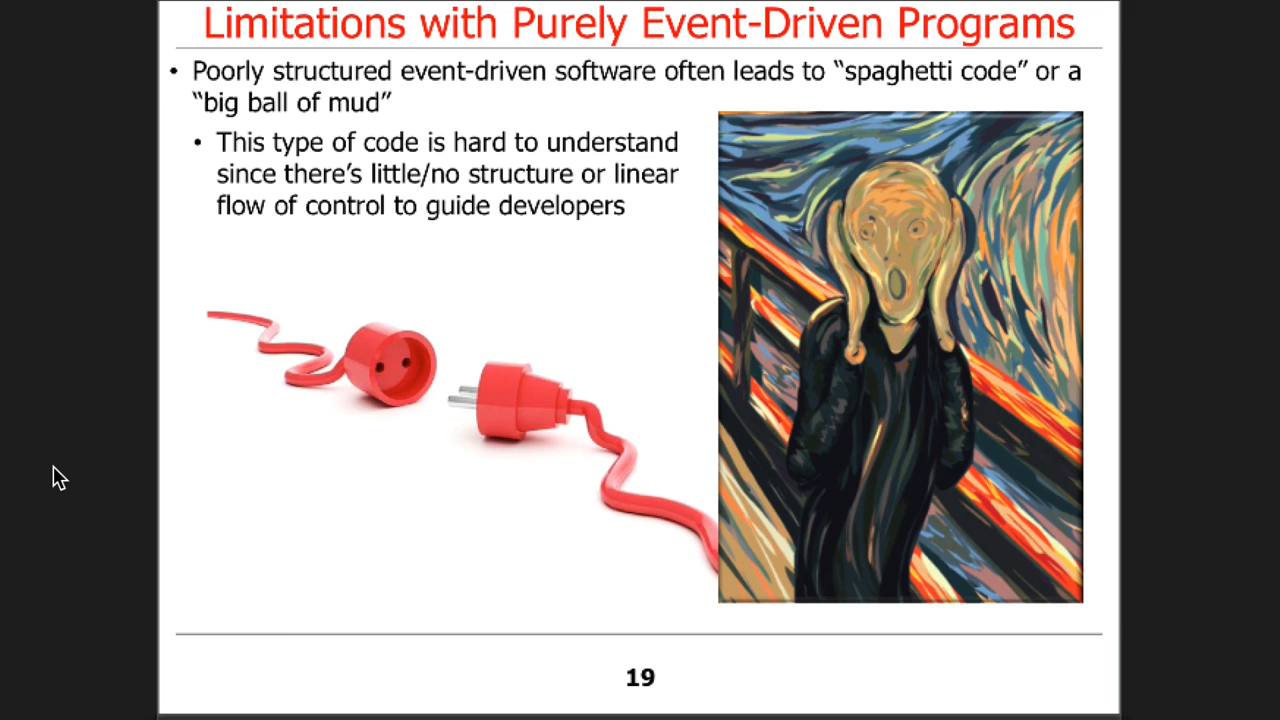 Limitations with Purely Event-Driven Programs
• Poorly structured event-driven software often leads to “spaghetti code” or a
“big ball of mud”
• This type of code is hard to understand
since there’s little/no structure or linear
flow of control to guide developers
19